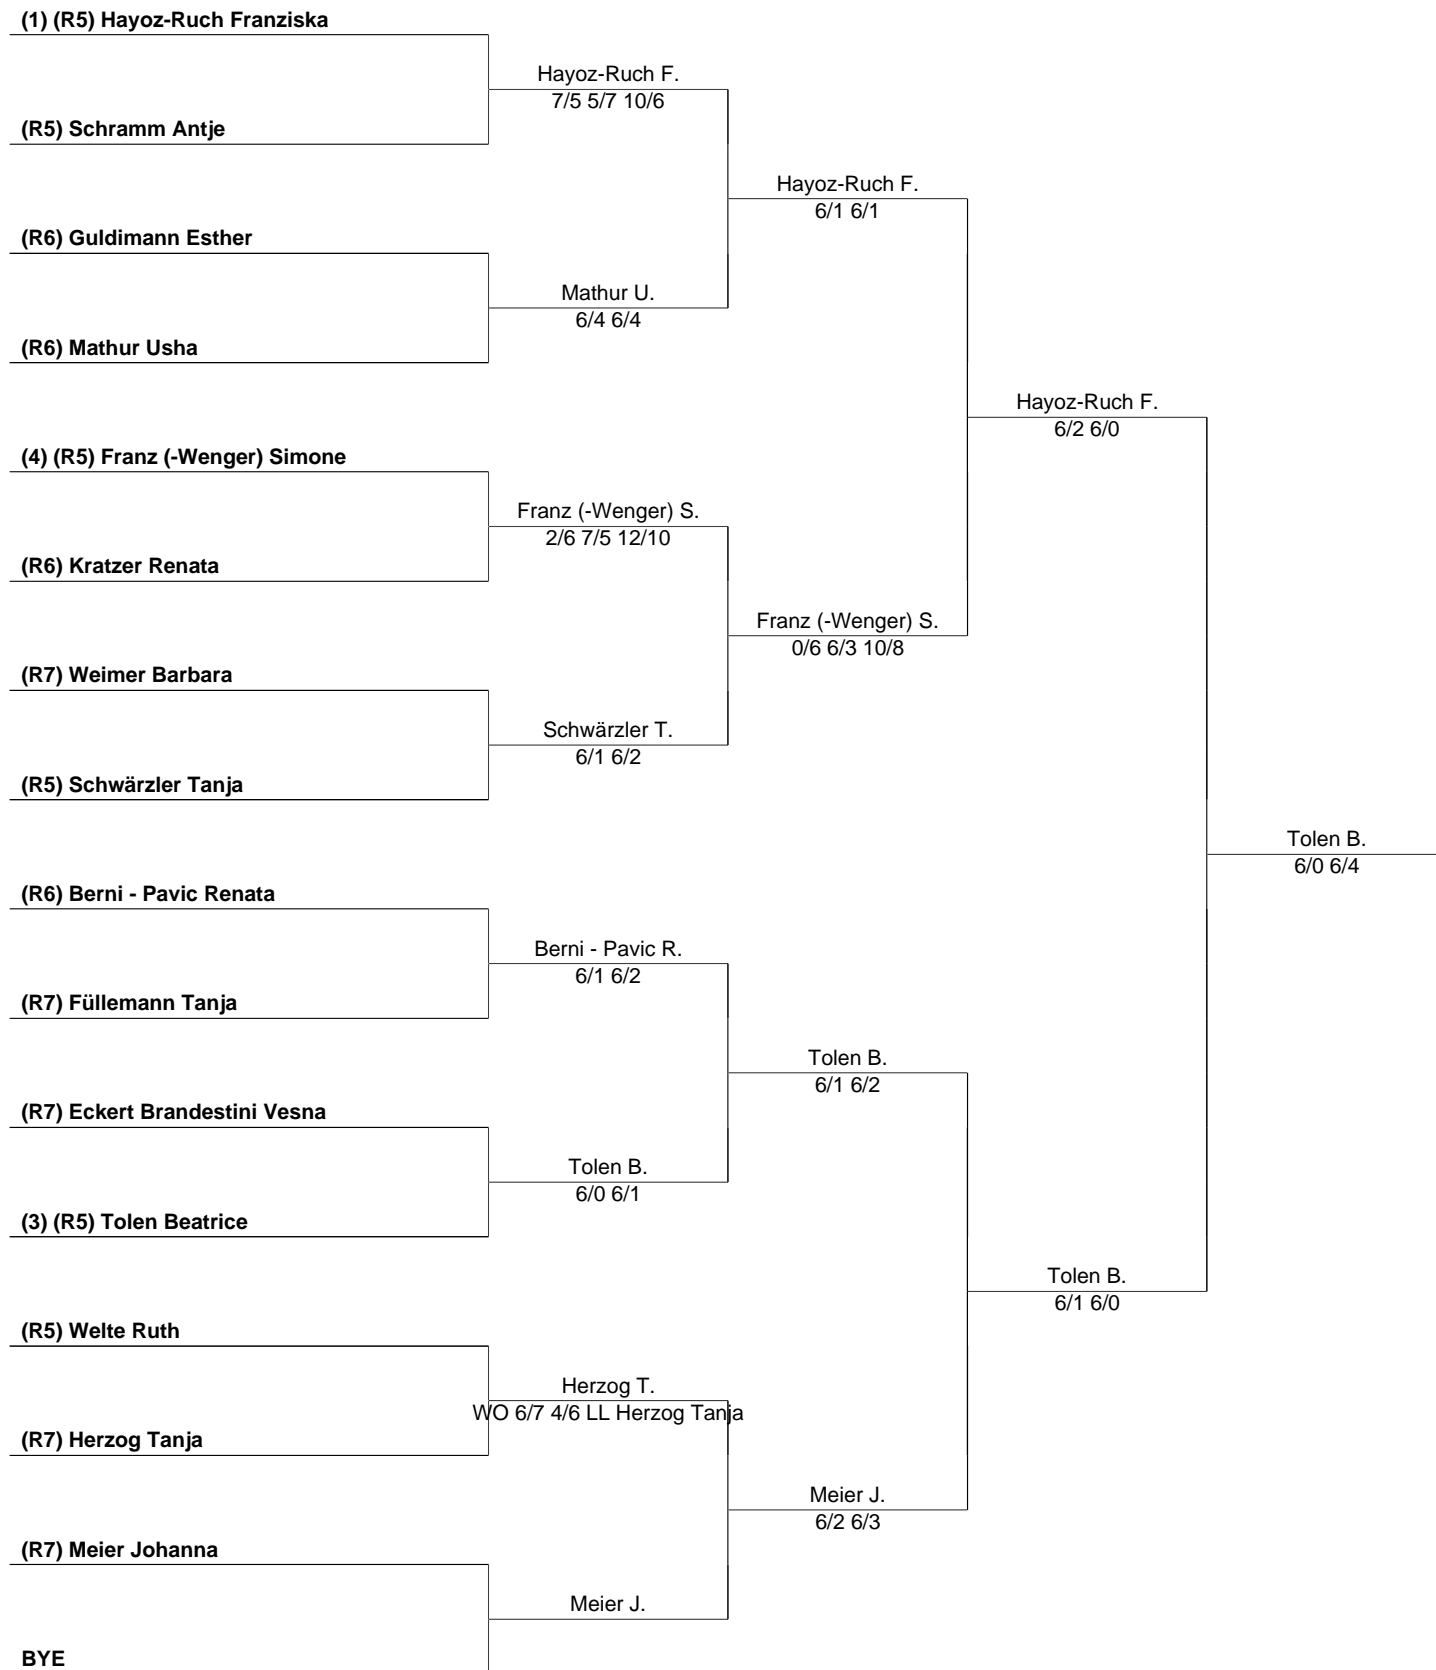 (1) (R5) Hayoz-Ruch Franziska
Hayoz-Ruch F.
7/5 5/7 10/6
(R5) Schramm Antje
Hayoz-Ruch F.
6/1 6/1
(R6) Guldimann Esther
Mathur U.
6/4 6/4
(R6) Mathur Usha
Hayoz-Ruch F.
6/2 6/0
(4) (R5) Franz (-Wenger) Simone
Franz (-Wenger) S.
2/6 7/5 12/10
(R6) Kratzer Renata
Franz (-Wenger) S.
0/6 6/3 10/8
(R7) Weimer Barbara
Schwärzler T.
6/1 6/2
(R5) Schwärzler Tanja
Tolen B.
6/0 6/4
(R6) Berni - Pavic Renata
Berni - Pavic R.
6/1 6/2
(R7) Füllemann Tanja
Tolen B.
6/1 6/2
(R7) Eckert Brandestini Vesna
Tolen B.
6/0 6/1
(3) (R5) Tolen Beatrice
Tolen B.
6/1 6/0
(R5) Welte Ruth
Herzog T.
WO 6/7 4/6 LL Herzog Tanja
(R7) Herzog Tanja
Meier J.
6/2 6/3
(R7) Meier Johanna
Meier J.
BYE